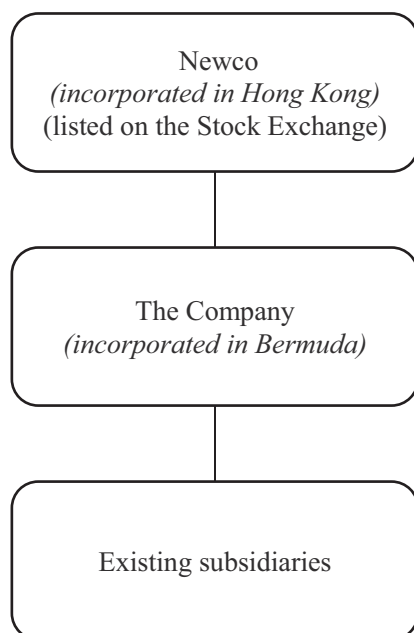 Newco
(incorporated in Hong Kong)
(listed on the Stock Exchange)
The Company
(incorporated in Bermuda)
Existing subsidiaries